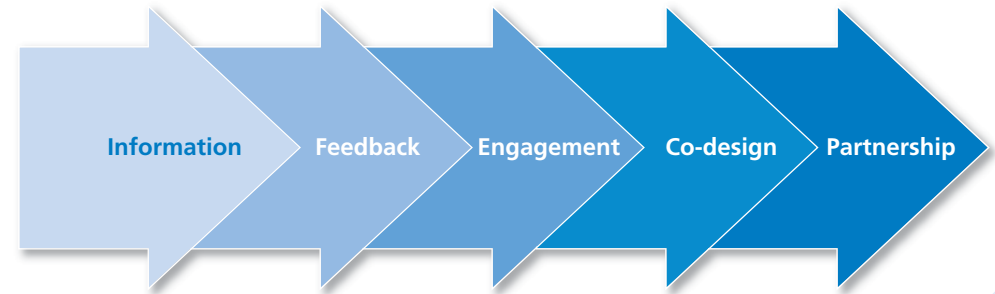 Information
Feedback
Engagement
Co-design
Partnership